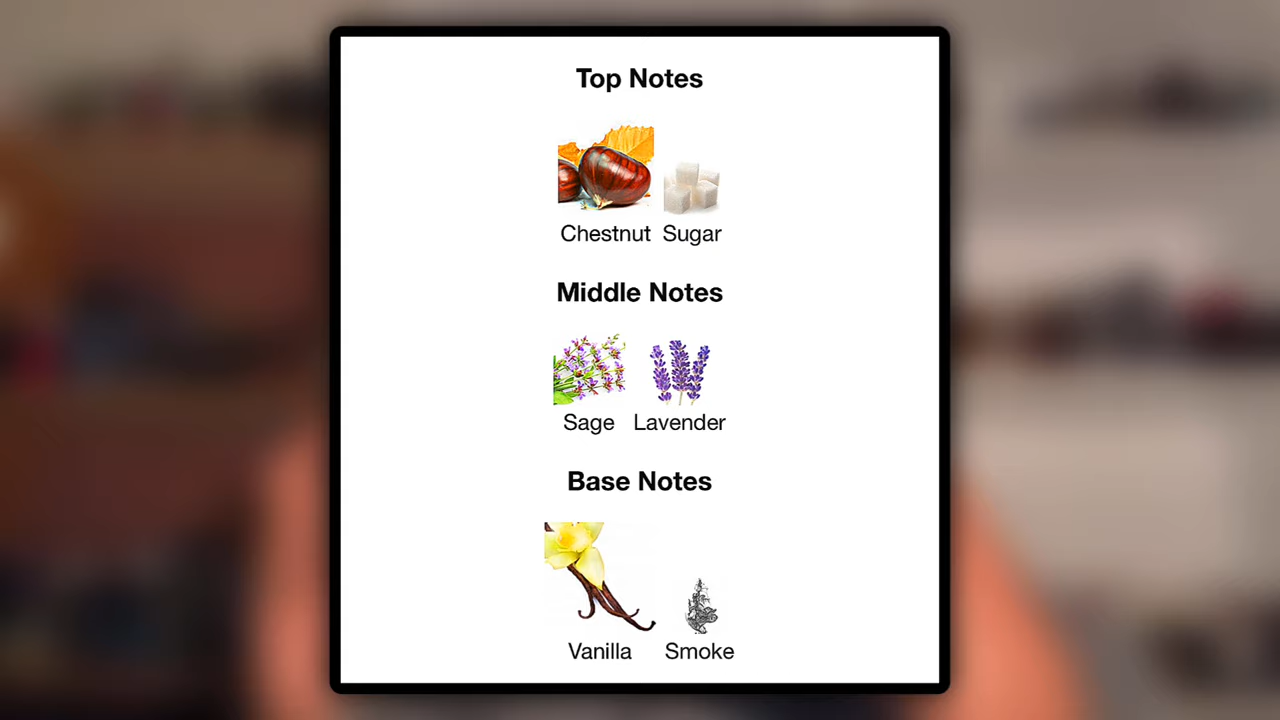 Top Notes
Chestnut Sugar
Middle Notes
Sage Lavender
Base Notes
Vanilla Smoke